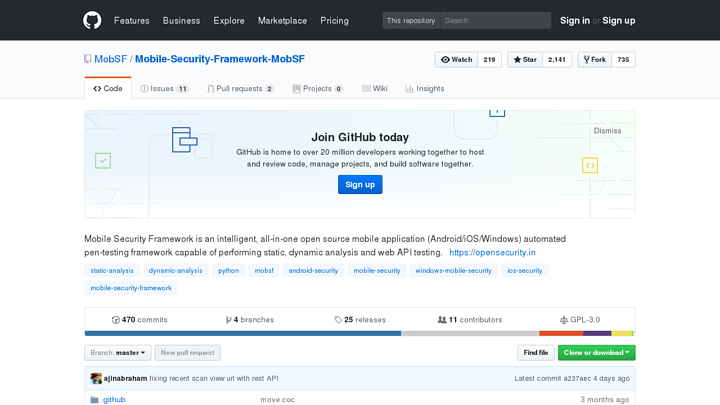 Features Business Explore Marketplace Pricing This repository Search Sign in or Sign up
MobSF / Mobile-Security-Framework-MobSF Watch 219 Star 2,141 Fork 735
Code Issues 11 Pull requests 2 Projects 0 Wiki Insights
Join GitHub today
Dismiss
GitHub is home to over 20 million developers working together to host
and review code, manage projects, and build software together.
Sign up
Mobile Security Framework is an intelligent, all-in-one open source mobile application (Android/iOS/Windows) automated
pen-testing framework capable of performing static, dynamic analysis and web API testing. https://opensecurity.in
static-analysis dynamic-analysis python mobsf android-security mobile-security windows-mobile-security ios-security
mobile-security-framework
470 commits 4 branches 25 releases 11 contributors GPL-3.0
Branch: master New pull request Find file Clone or download
ajinabraham fixing recent scan view url with rest API Latest commit a237aec 4 days ago
.github move coc 3 months ago